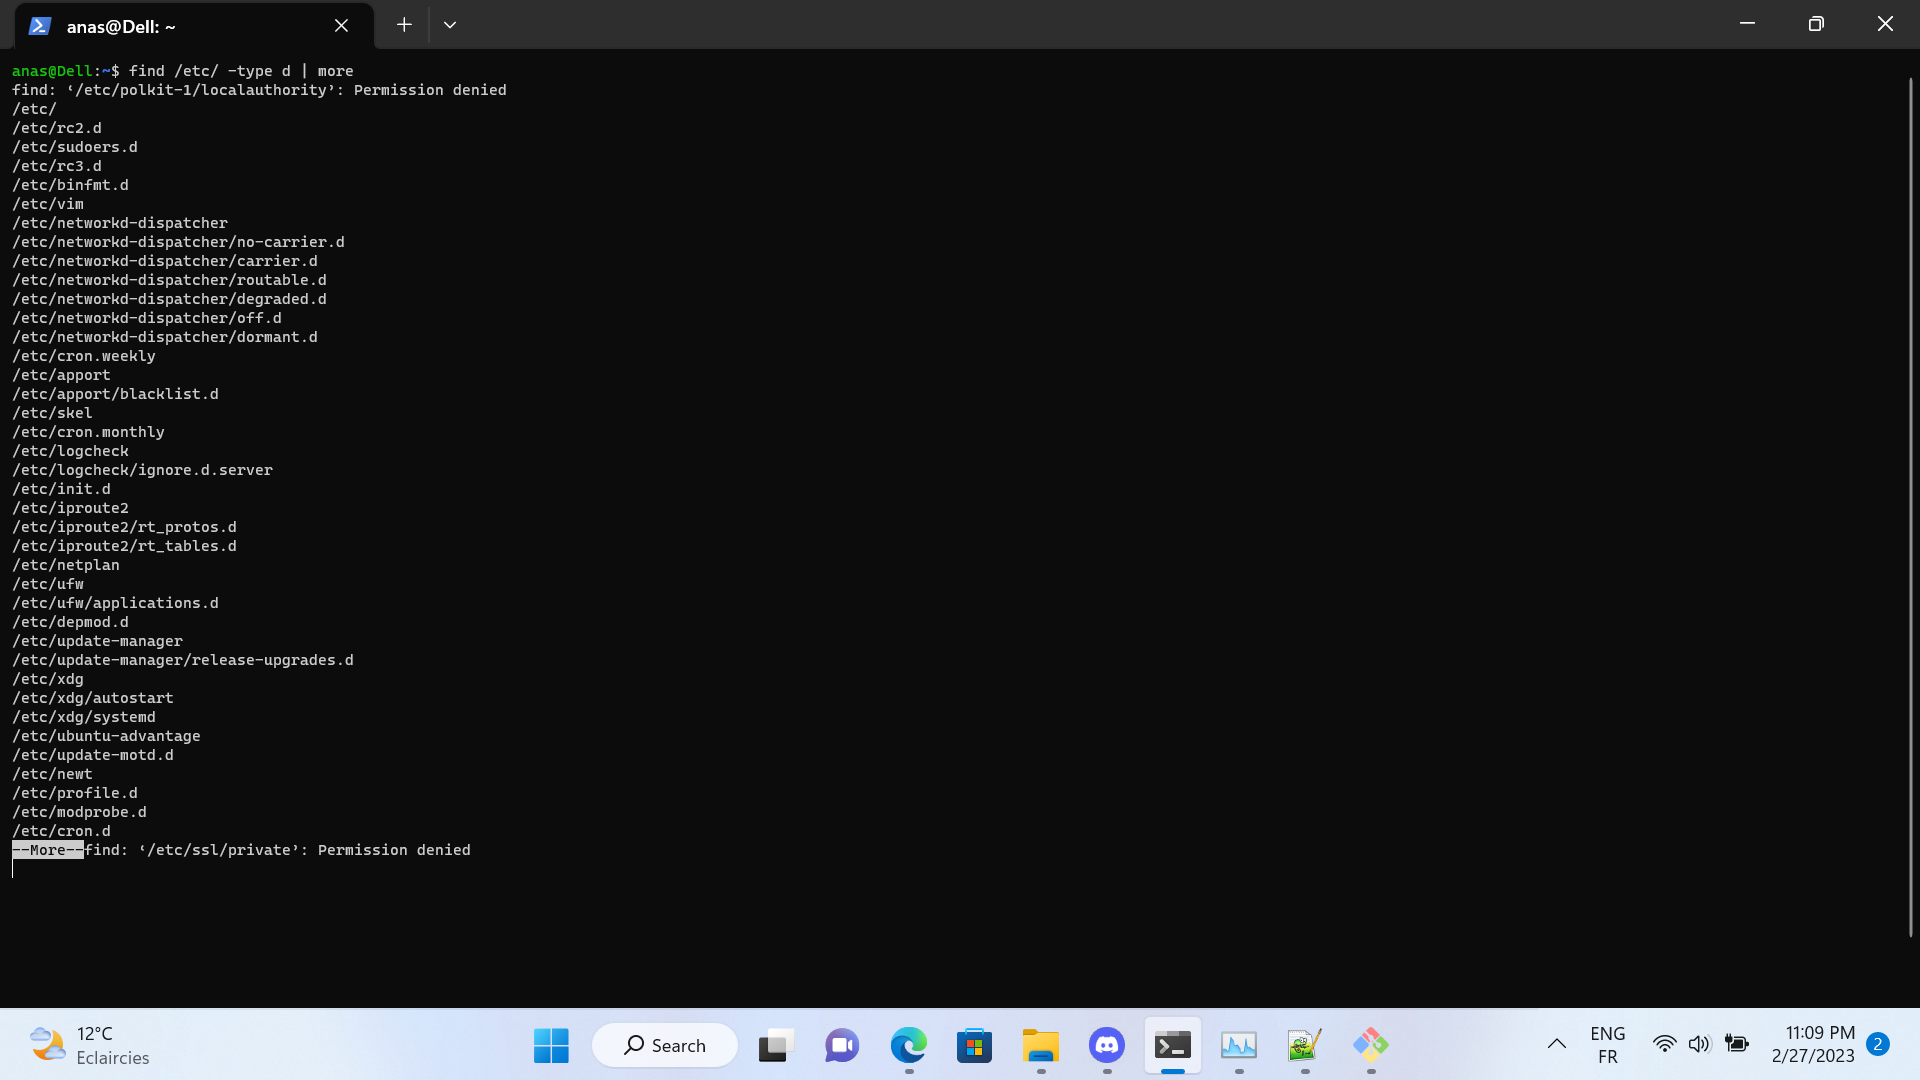 anas@Dell: ~
anas@Dell:~$ find /etc/ -type d | more
find: ‘/etc/polkit-1/localauthority’: Permission denied
/etc/
/etc/rc2.d
/etc/sudoers.d
/etc/rc3.d
/etc/binfmt.d
/etc/vim
/etc/networkd-dispatcher
/etc/networkd-dispatcher/no-carrier.d
/etc/networkd-dispatcher/carrier.d
/etc/networkd-dispatcher/routable.d
/etc/networkd-dispatcher/degraded.d
/etc/networkd-dispatcher/off.d
/etc/networkd-dispatcher/dormant.d
/etc/cron.weekly
/etc/apport
/etc/apport/blacklist.d
/etc/skel
/etc/cron.monthly
/etc/logcheck
/etc/logcheck/ignore.d.server
/etc/init.d
/etc/iproute2
/etc/iproute2/rt_protos.d
/etc/iproute2/rt_tables.d
/etc/netplan
/etc/ufw
/etc/ufw/applications.d
/etc/depmod.d
/etc/update-manager
/etc/update-manager/release-upgrades.d
/etc/xdg
/etc/xdg/autostart
/etc/xdg/systemd
/etc/ubuntu-advantage
/etc/update-motd.d
/etc/newt
/etc/profile.d
/etc/modprobe.d
/etc/cron.d
--More--find: ‘/etc/ssl/private’: Permission denied
12°C
Eclaircies
Search
ENG
FR
11:09 PM
2/27/2023
2